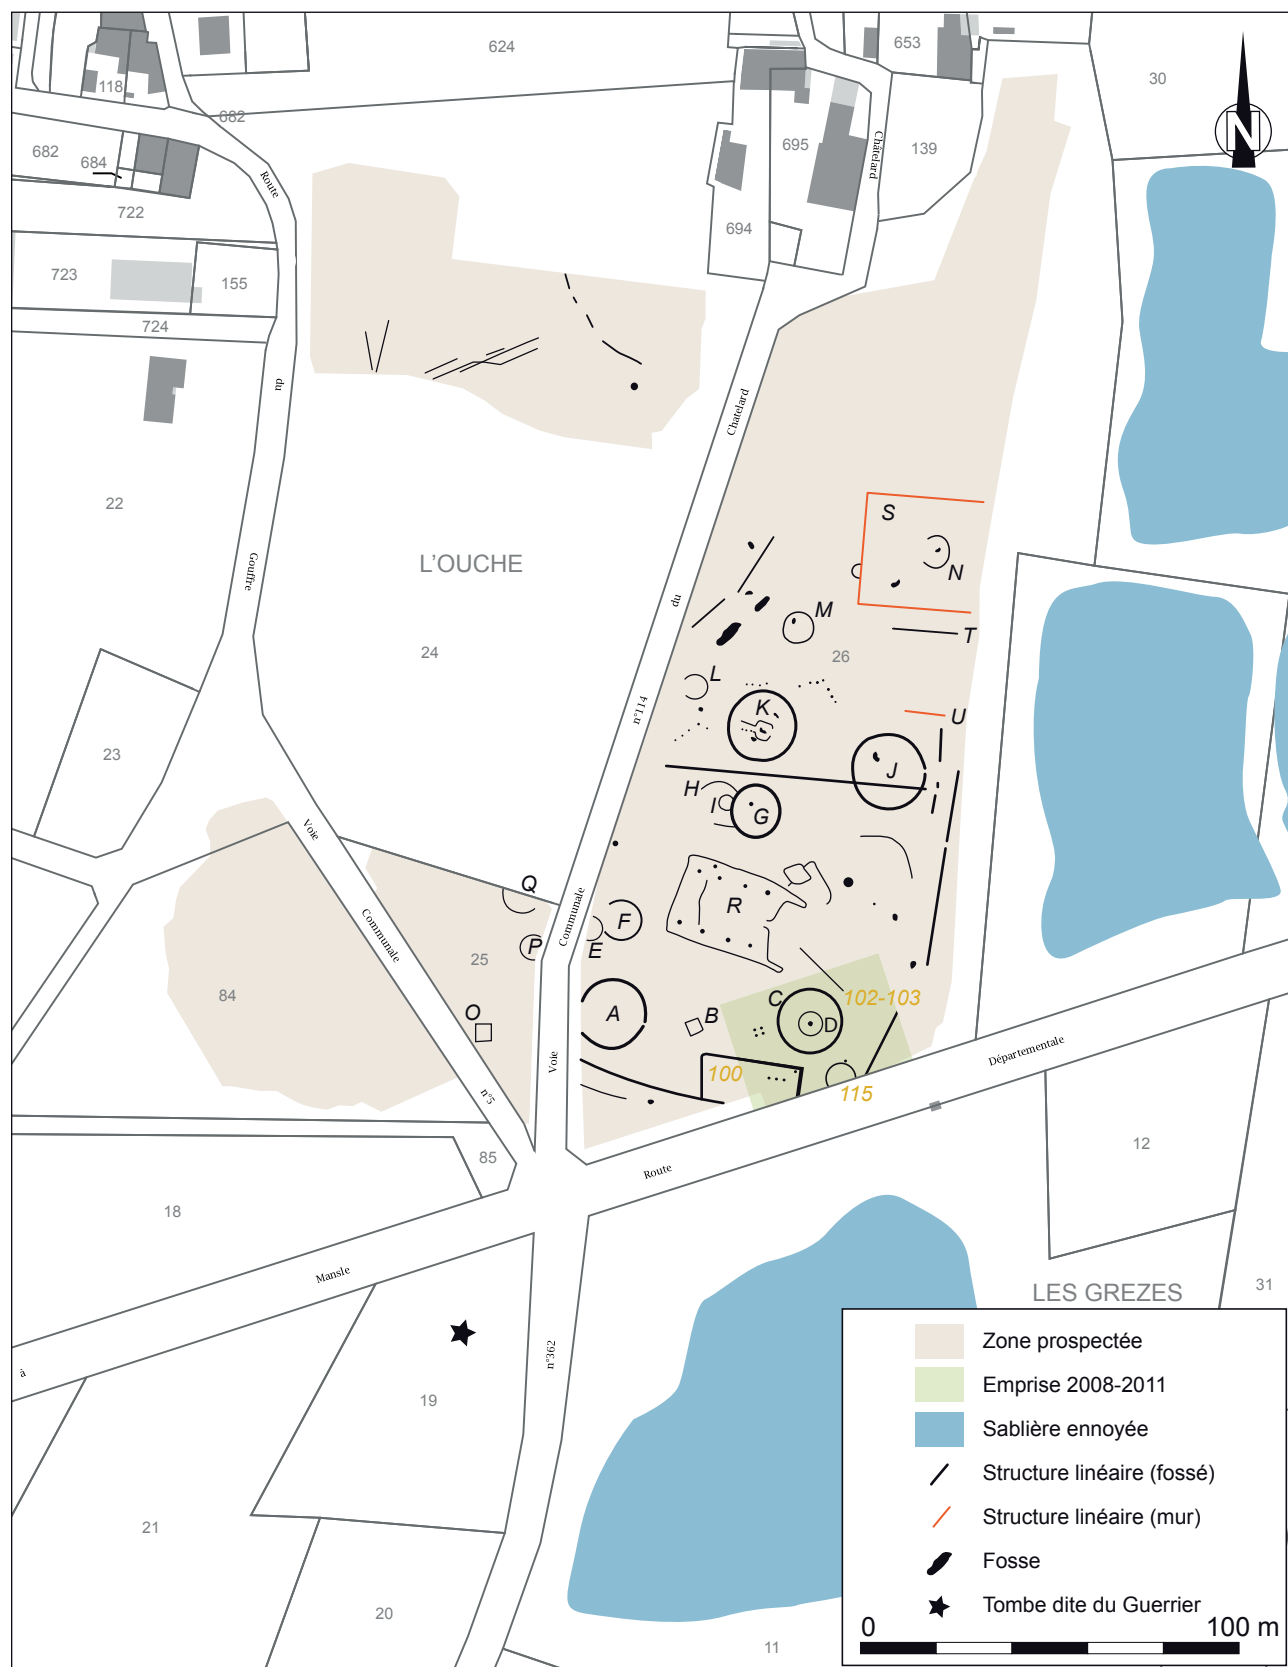 624
653
30
118
682
N
682
684
695
139
Châtelard
Route
722
694
723
155
724
du
Chatelard
22
S
Gouffre
L'OUCHE
N
du
M
T
24
26
L
n°114
K
U
23
J
H
I
G
Voie
Q
R
Communale
F
Communale
P
E
25
84
102-103
C
O
A
B
D
Départementale
Voie
100
n°5
115
12
85
Route
18
Mansle
LES GREZES
31
à
n°362
19
Zone prospectée
Emprise 2008-2011
Sablière ennoyée
Structure linéaire (fossé)
Structure linéaire (mur)
Fosse
Tombe dite du Guerrier
0 100 m
21
20
11